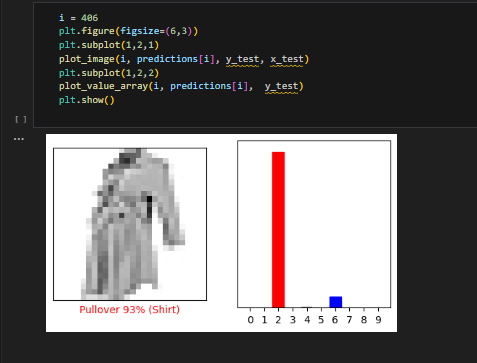 i = 406
plt.figure(figsize=(6,3))
plt.subplot(1,2,1)
plot_image(i, predictions[i], y_test, x_test)
plt.subplot(1,2,2)
plot_value_array(i, predictions[i],  y_test)
plt.show()
[ ]
...
Pullover 93% (Shirt)
0 1 2 3 4 5 6 7 8 9